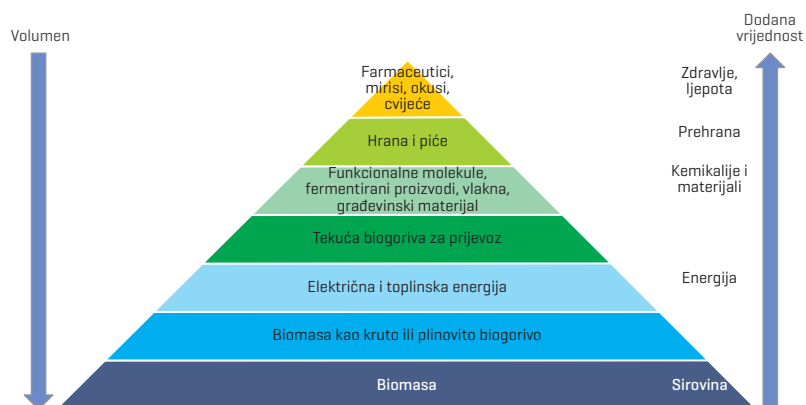 Volumen
Dodana
vrijednost
Farmaceutici,
mirisi, okusi,
cvijeće
Zdravlje,
ljepota
Hrana i piće
Prehrana
Funkcionalne molekule,
fermentirani proizvodi, vlakna,
građevinski materijal
Kemikalije i
materijali
Tekuća biogoriva za prijevoz
Električna i toplinska energija
Energija
Biomasa kao kruto ili plinovito biogorivo
Biomasa
Sirovina